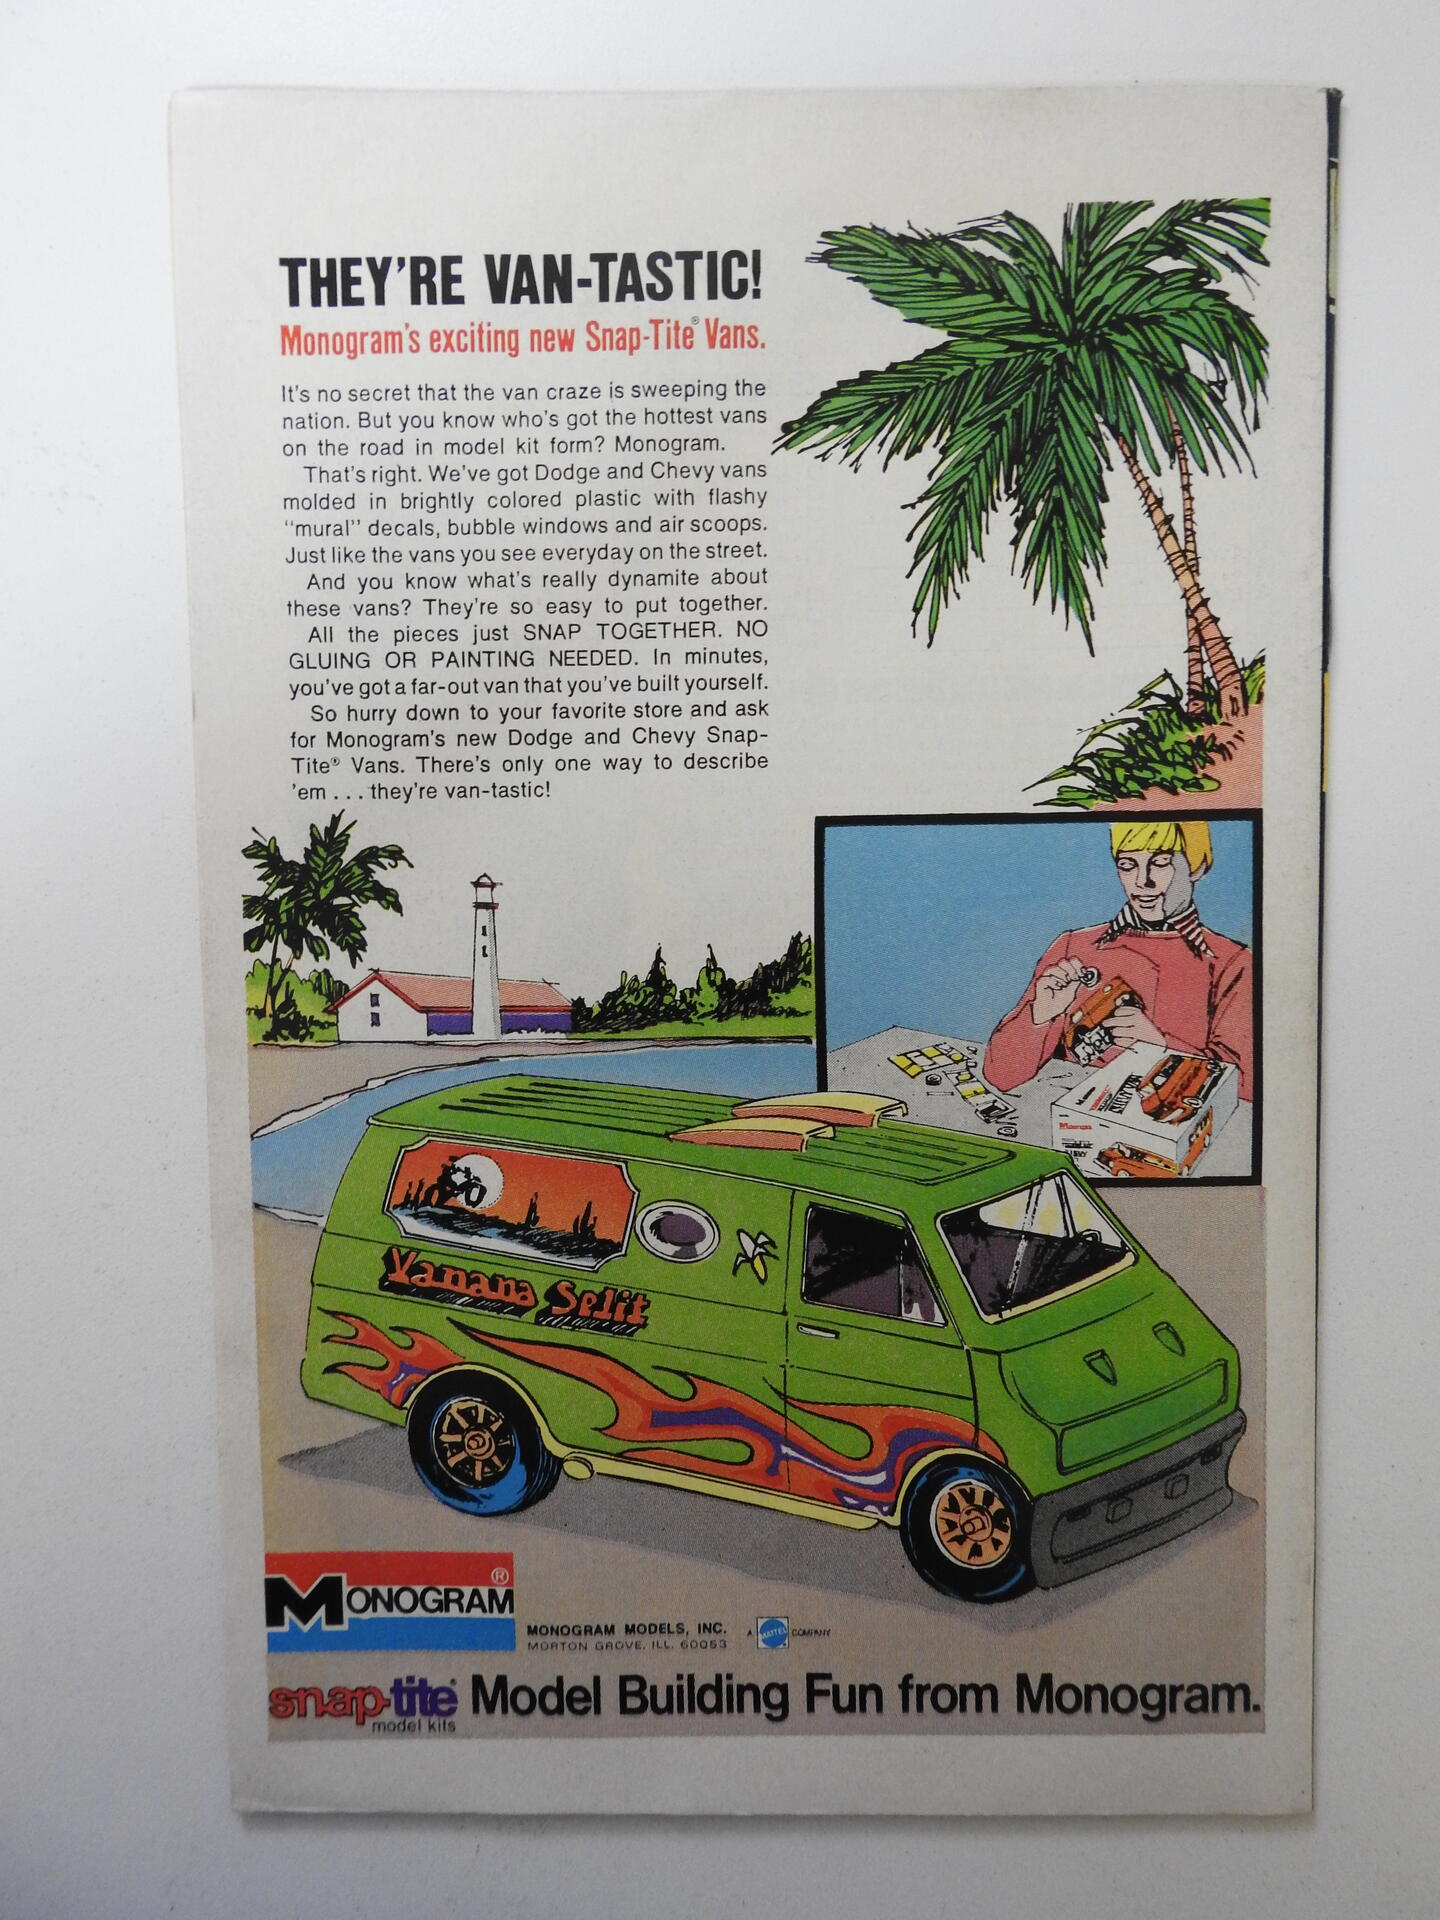 THEY'RE VAN-TASTIC!
Monogram's exciting new Snap-Tite® Vans.
It's no secret that the van craze is sweeping the
nation. But you know who's got the hottest vans
on the road in model kit form? Monogram.
That's right. We've got Dodge and Chevy vans
molded in brightly colored plastic with flashy
"mural" decals, bubble windows and air scoops.
Just like the vans you see everyday on the street.
And you know what's really dynamite about
these vans? They're so easy to put together.
All the pieces just SNAP TOGETHER. NO
GLUING OR PAINTING NEEDED. In minutes,
you've got a far-out van that you've built yourself.
So hurry down to your favorite store and ask
for Monogram's new Dodge and Chevy Snap-
Tite® Vans. There's only one way to describe
'em . . . they're van-tastic!
Vanana Split
MONOGRAM®
MONOGRAM MODELS, INC.
MORTON GROVE, ILL. 60053
A MATTEL COMPANY
snap-tite®
model kits
Model Building Fun from Monogram.